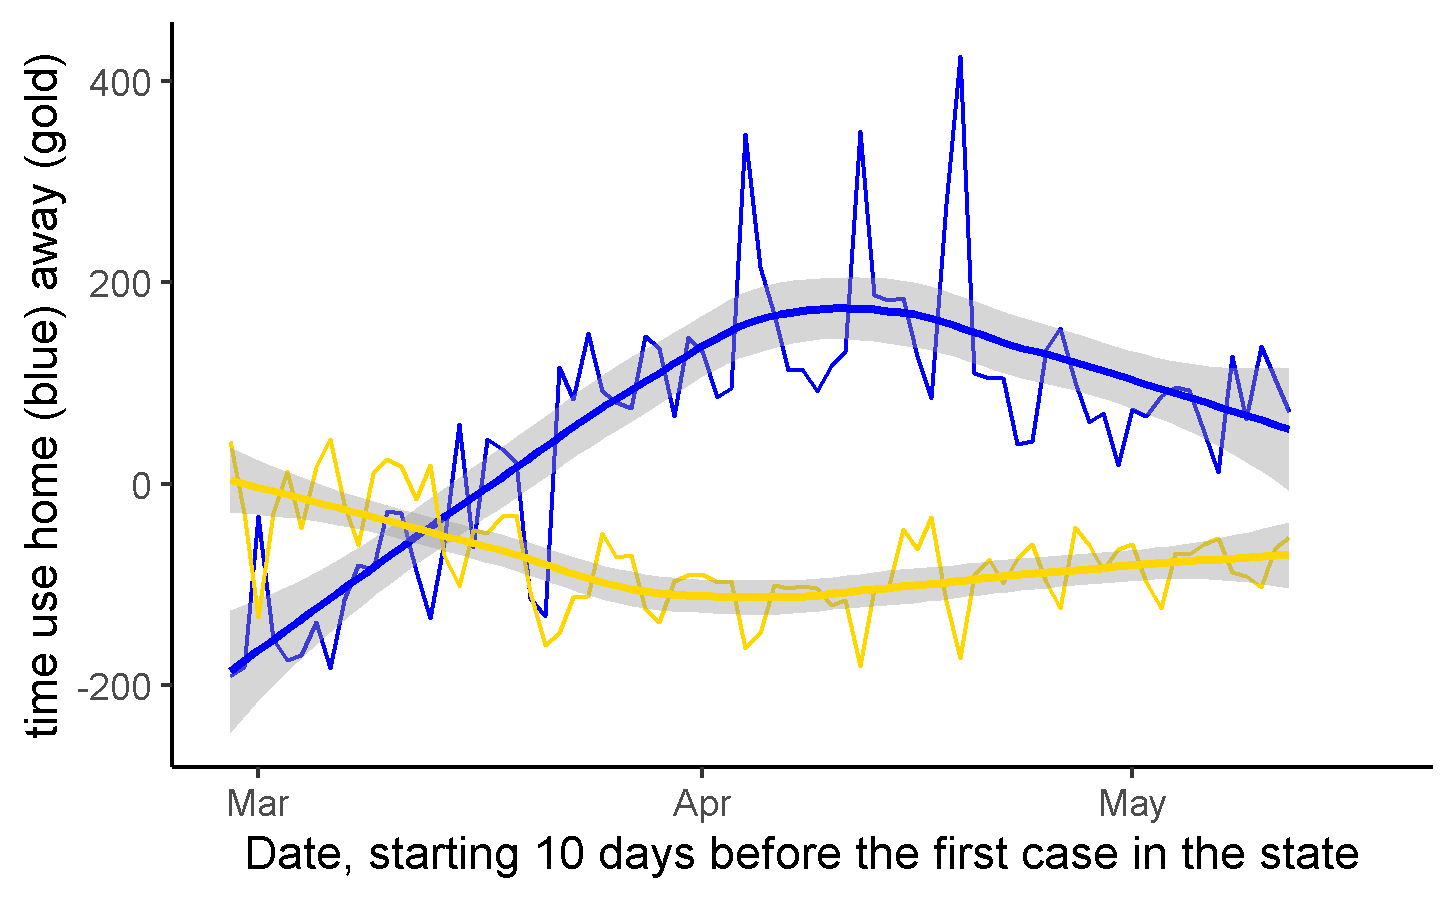 time use home (blue) away (gold)
400
200
0
-200
Mar
Apr
May
Date, starting 10 days before the first case in the state